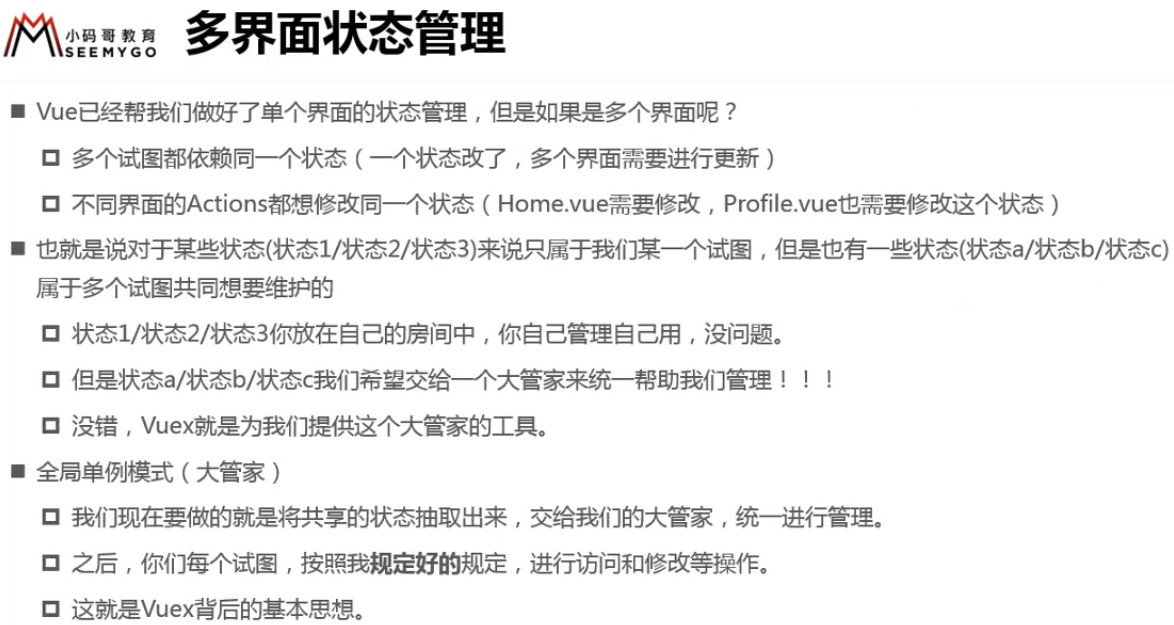 小码哥教育
SEEMYGO
多界面状态管理
Vue已经帮我们做好了单个界面的状态管理，但是如果是多个界面呢？
多个试图都依赖同一个状态（一个状态改了，多个界面需要进行更新）
不同界面的Actions都想修改同一个状态（Home.vue需要修改，Profile.vue也需要修改这个状态）
也就是说对于某些状态(状态1/状态2/状态3)来说只属于我们某一个试图，但是也有一些状态(状态a/状态b/状态c)
属于多个试图共同想要维护的
状态1/状态2/状态3你放在自己的房间中，你自己管理自己用，没问题。
但是状态a/状态b/状态c我们希望交给一个大管家来统一帮助我们管理！！！
没错，Vuex就是为我们提供这个大管家的工具。
全局单例模式（大管家）
我们现在要做的就是将共享的状态抽取出来，交给我们的大管家，统一进行管理。
之后，你们每个试图，按照我规定好的规定，进行访问和修改等操作。
这就是Vuex背后的基本思想。